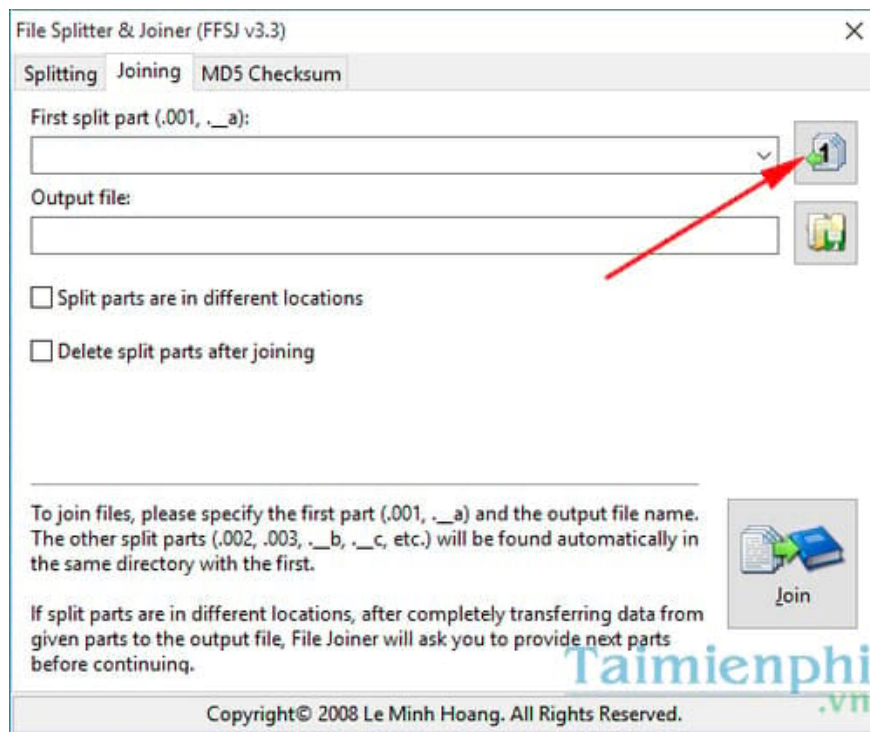 File Splitter & Joiner (FFSJ v3.3)
Splitting Joining MD5 Checksum
First split part (.001, .__a):
1
Output file:
Split parts are in different locations
Delete split parts after joining
To join files, please specify the first part (.001, .__a) and the output file name.
The other split parts (.002, .003, .__b, .__c, etc.) will be found automatically in
the same directory with the first.
If split parts are in different locations, after completely transferring data from
given parts to the output file, File Joiner will ask you to provide next parts
before continuing.
Join
Taimienphi
.vn
Copyright© 2008 Le Minh Hoang. All Rights Reserved.